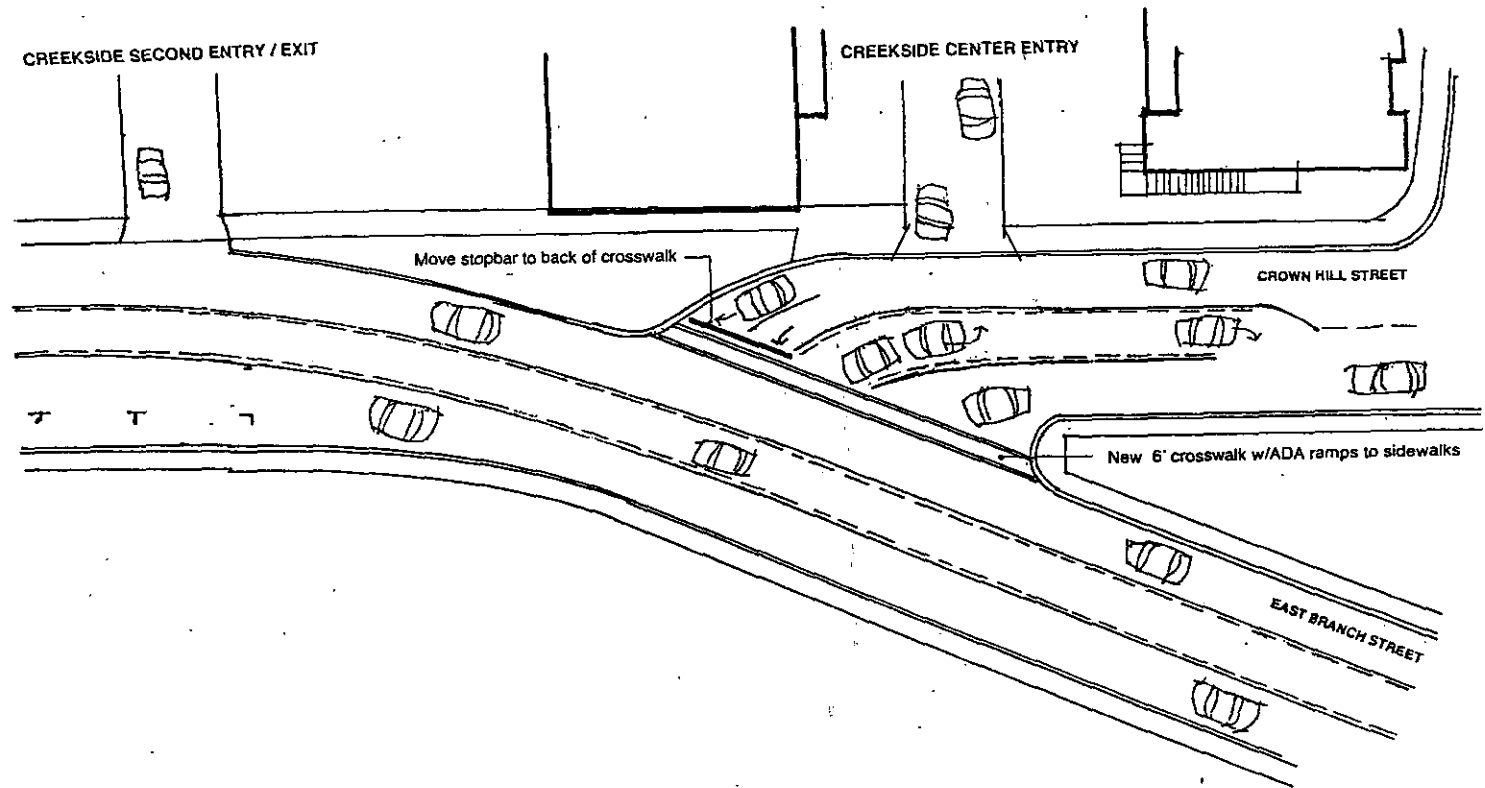 CREEKSIDE SECOND ENTRY / EXIT
CREEKSIDE CENTER ENTRY
Move stopbar to back of crosswalk
CROWN HILL STREET
New 6' crosswalk w/ADA ramps to sidewalks
EAST BRANCH STREET